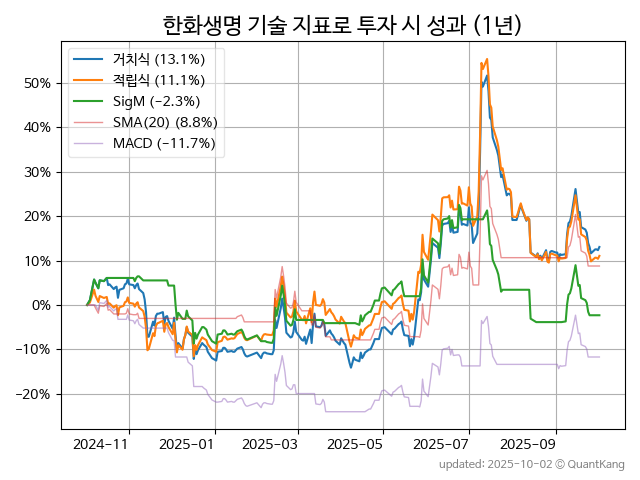 한화생명 기술 지표로 투자 시 성과 (1년)
거치식 (13.1%)
적립식 (11.1%)
SigM (−2.3%)
SMA(20) (8.8%)
MACD (−11.7%)
50%
40%
30%
20%
10%
0%
−10%
−20%
2024-11 2025-01 2025-03 2025-05 2025-07 2025-09
updated: 2025-10-02 © QuantKang